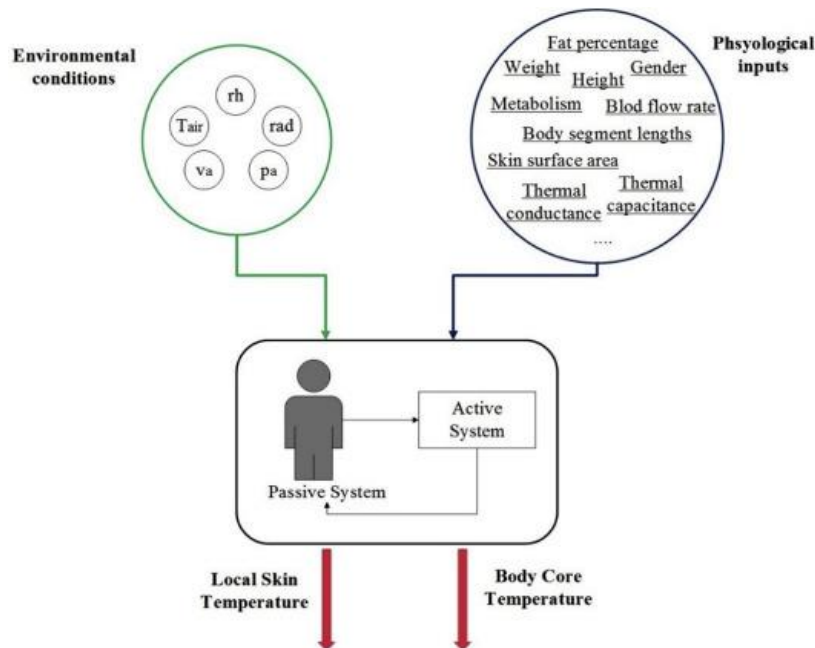 Environmental
conditions
rh
Tair
rad
va
pa
Fat percentage
Weight
Height
Gender
Metabolism
Blod flow rate
Body segment lengths
Skin surface area
Thermal
conductance
Thermal
capacitance
....
Phsyological
inputs
Active
System
Passive System
Local Skin
Temperature
Body Core
Temperature